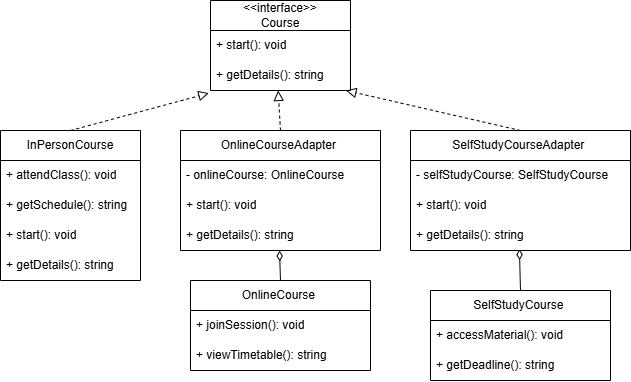 <<interface>>
Course
+ start(): void
+ getDetails(): string
InPersonCourse
+ attendClass(): void
+ getSchedule(): string
+ start(): void
+ getDetails(): string
OnlineCourseAdapter
- onlineCourse: OnlineCourse
+ start(): void
+ getDetails(): string
SelfStudyCourseAdapter
- selfStudyCourse: SelfStudyCourse
+ start(): void
+ getDetails(): string
OnlineCourse
+ joinSession(): void
+ viewTimetable(): string
SelfStudyCourse
+ accessMaterial(): void
+ getDeadline(): string